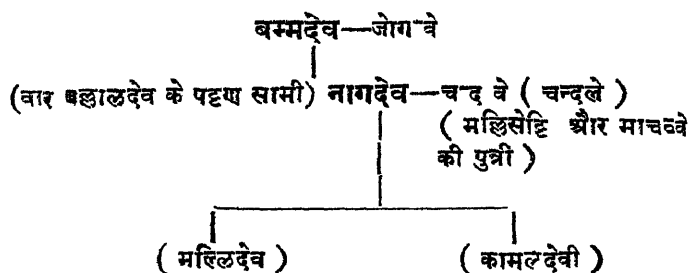 बम्मदेव—जोगवे
(वार बल्लालदेव के पट्टण सामी) नागदेव—चन्दवे ( चन्दले )
( मल्लिसेट्टि और माचव्वे
की पुत्री )
( मल्लिदेव ) ( कामलदेवी )